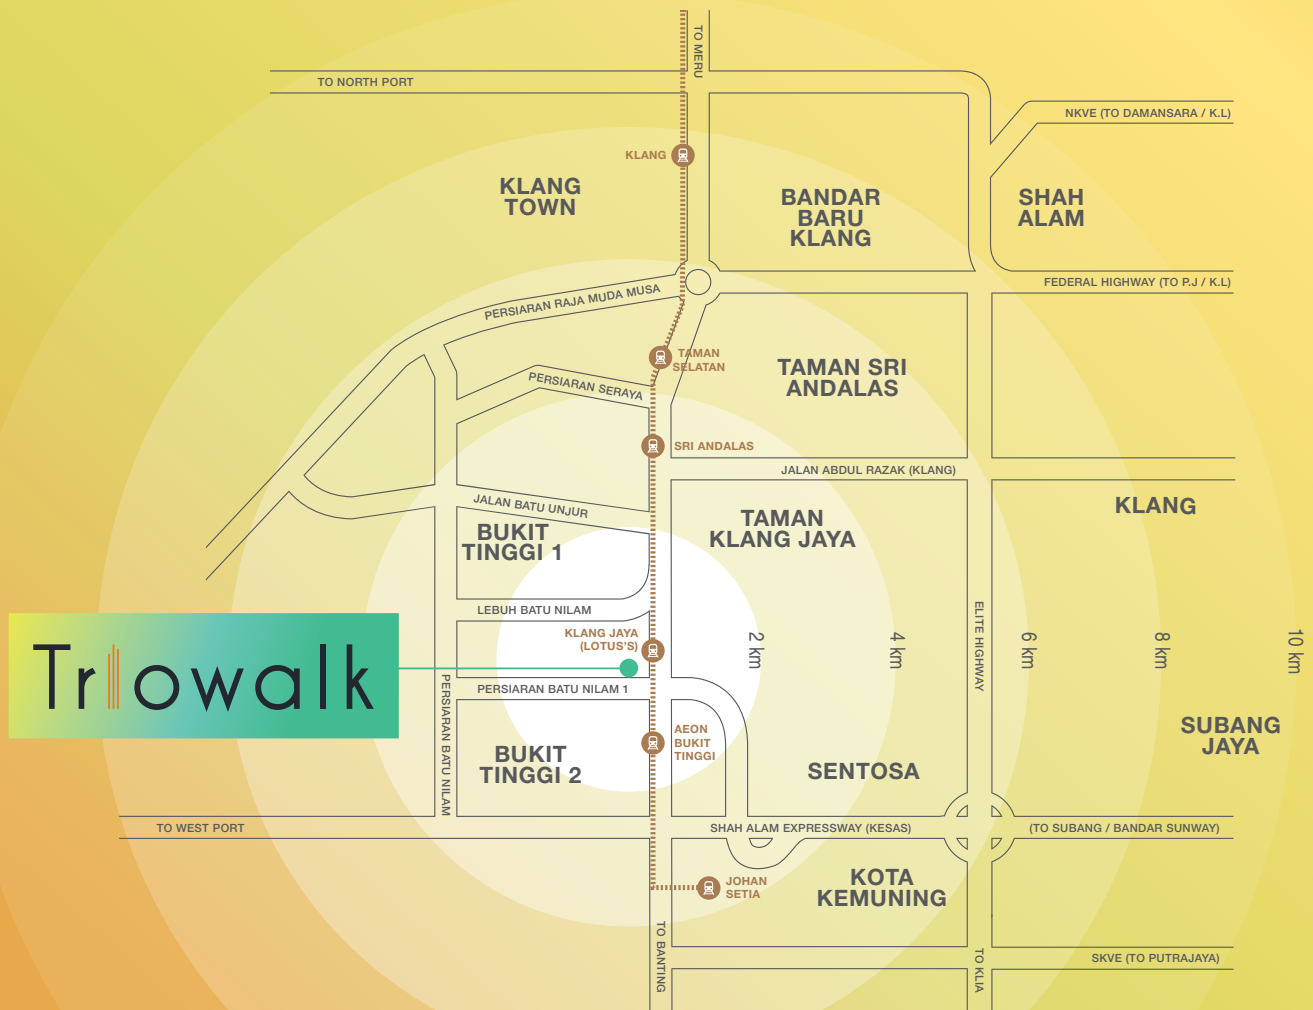 TO MERU
TO NORTH PORT
NKVE (TO DAMANSARA / K.L)
KLANG
KLANG
TOWN
BANDAR
BARU
KLANG
SHAH
ALAM
FEDERAL HIGHWAY (TO P.J / K.L)
PERSIARAN RAJA MUDA MUSA
TAMAN
SELATAN
TAMAN SRI
ANDALAS
PERSIARAN SERAYA
SRI ANDALAS
JALAN ABDUL RAZAK (KLANG)
JALAN BATU UNJUR
KLANG
BUKIT
TINGGI 1
TAMAN
KLANG JAYA
LEBUH BATU NILAM
ELITE HIGHWAY
KLANG JAYA
(LOTUS'S)
2 km
4 km
6 km
8 km
10 km
Triowalk
PERSIARAN BATU NILAM 1
PERSIARAN BATU NILAM
AEON
BUKIT
TINGGI
SUBANG
JAYA
BUKIT
TINGGI 2
SENTOSA
TO WEST PORT
SHAH ALAM EXPRESSWAY (KESAS)
(TO SUBANG / BANDAR SUNWAY)
JOHAN
SETIA
KOTA
KEMUNING
TO BANTING
TO KLIA
SKVE (TO PUTRAJAYA)